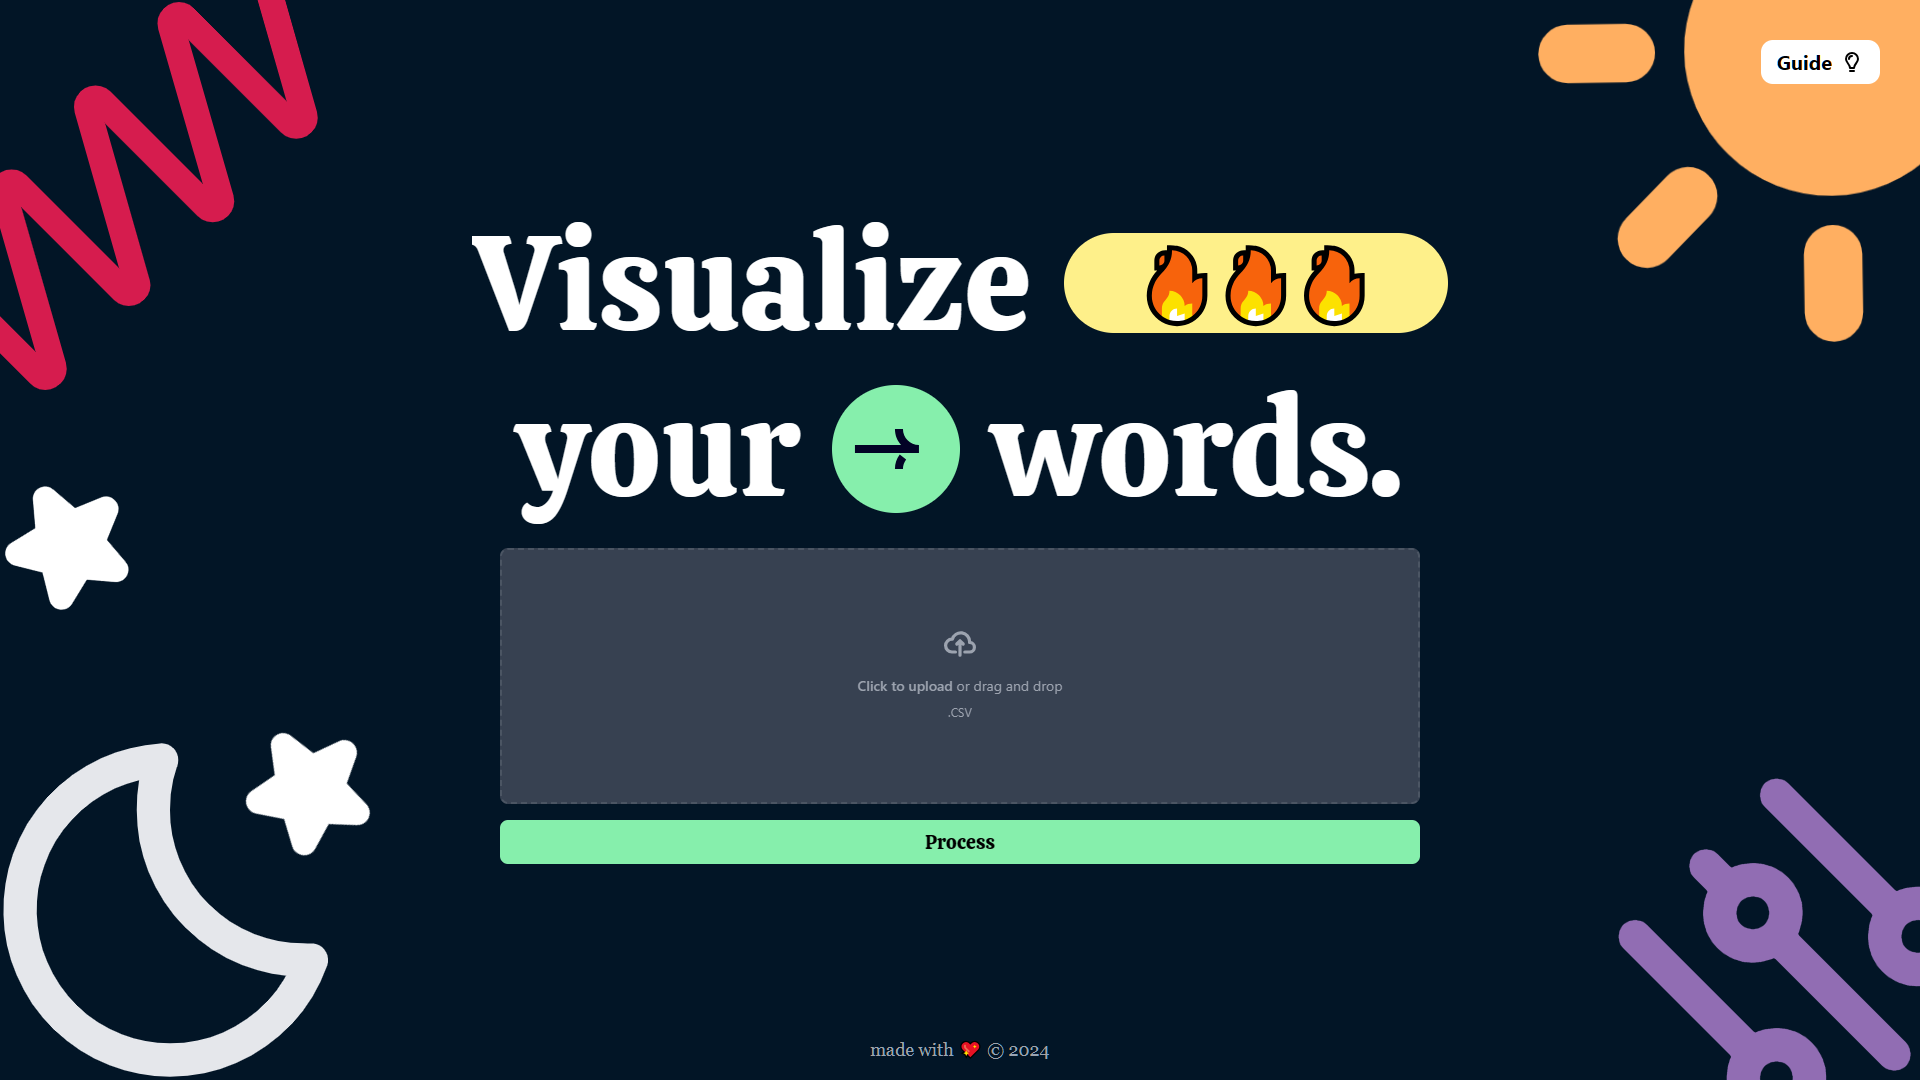 Guide
Visualize 🔥🔥🔥
your → words.
Click to upload or drag and drop
.CSV
Process
made with 💖 © 2024